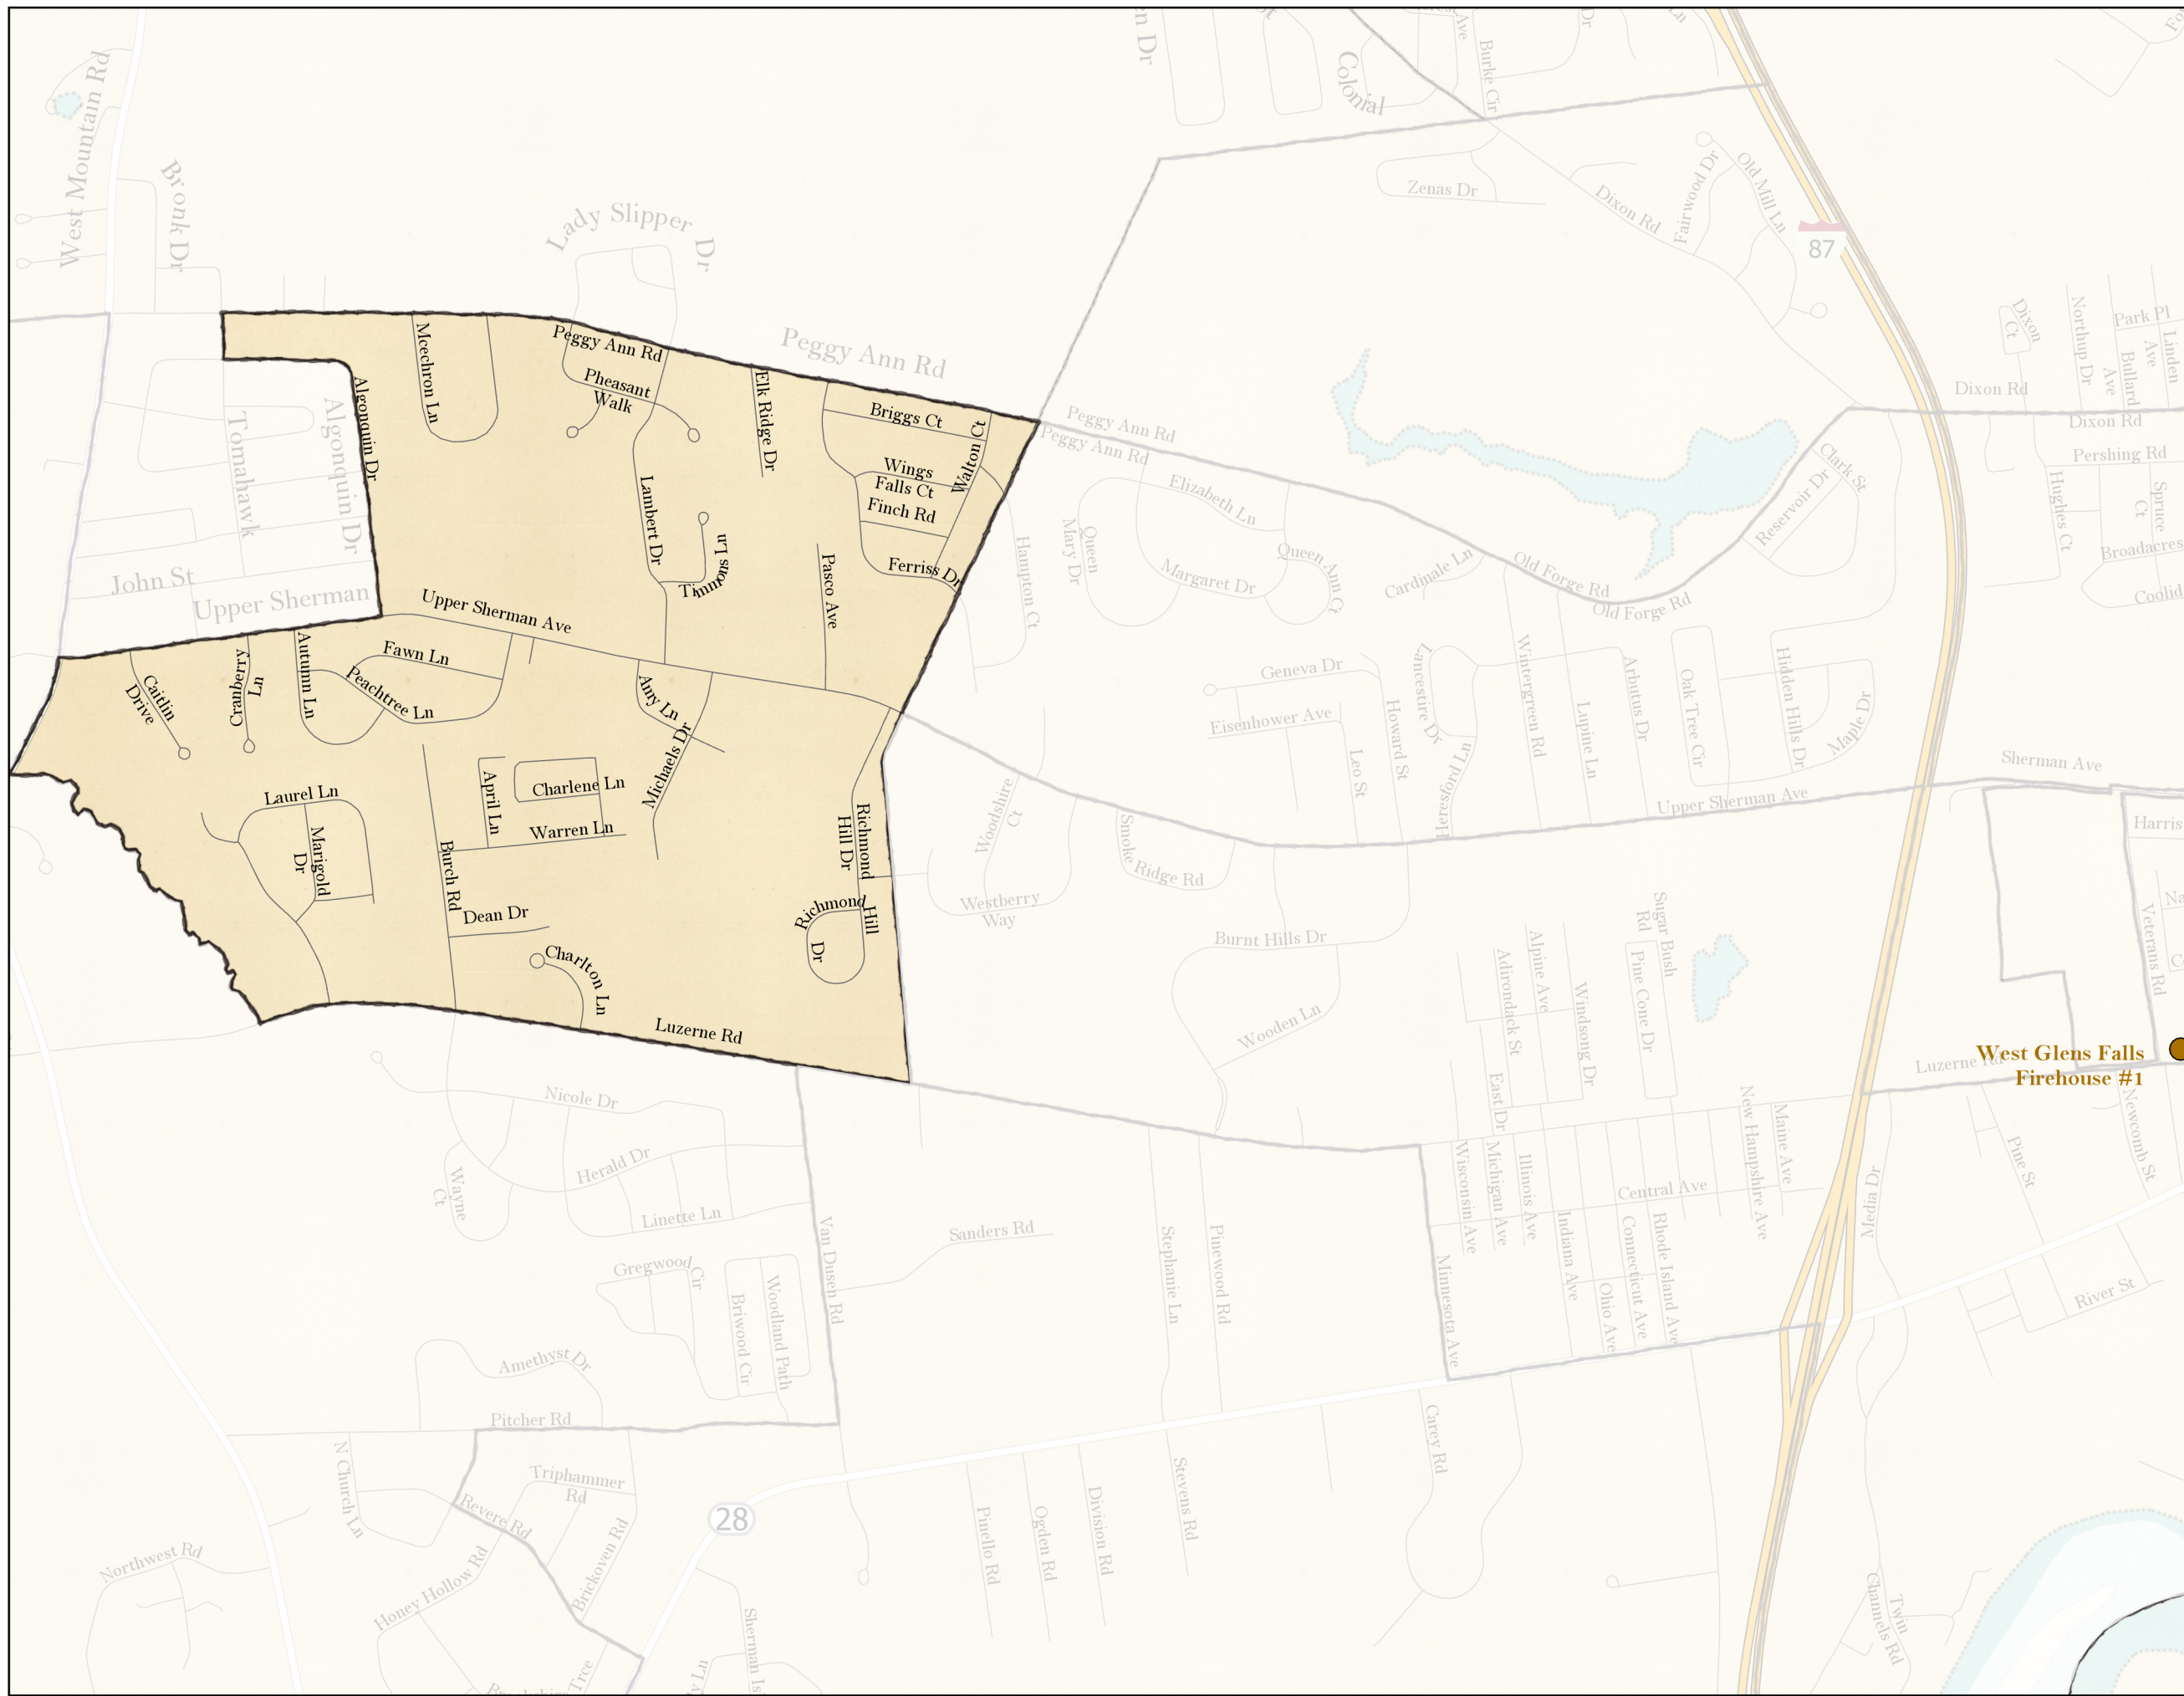 West Mountain Rd
Bronk Dr
Lady Slipper Dr
Colonial
Burke Cir
Ave
Dr
Ln
Zenas Dr
Dixon Rd
Fairwood Dr
Old Mill Ln
87
Dixon Ct
Northup Dr
Park Pl
Bullard Ave
Linden Ave
Dixon Rd
Dixon Rd
Pershing Rd
Hughes Ct
Spruce Ct
Broadacres
Clark St
Reservoir Dr
Peggy Ann Rd
Peggy Ann Rd
Peggy Ann Rd
Peggy Ann Rd
Mcechron Ln
Pheasant
Walk
Elk Ridge Dr
Briggs Ct
Walton Ct
Wings
Falls Ct
Finch Rd
Ferriss Dr
Algonquin Dr
Algonquin Dr
Tomahawk
John St
Upper Sherman
Lambert Dr
Timmons Ln
Pasco Ave
Upper Sherman Ave
Hampton Ct
Queen
Mary Dr
Elizabeth Ln
Margaret Dr
Queen Ann Ct
Cardinale Ln
Old Forge Rd
Old Forge Rd
Geneva Dr
Eisenhower Ave
Leo St
Howard St
Lancestire Dr
Heresford Ln
Wintergreen Rd
Lupine Ln
Arbutus Dr
Oak Tree Cir
Hidden Hills Dr
Maple Dr
Sherman Ave
Upper Sherman Ave
Harris
Veterans Rd
Caitlin
Drive
Cranberry
Ln
Autumn Ln
Fawn Ln
Peachtree Ln
Amy Ln
Michaels Dr
Laurel Ln
Marigold
Dr
April Ln
Charlene Ln
Warren Ln
Burch Rd
Dean Dr
Charlton Ln
Richmond
Hill Dr
Richmond Hill
Dr
Luzerne Rd
Woodshire
Ct
Westberry
Way
Smoke Ridge Rd
Burnt Hills Dr
Wooden Ln
Adirondack St
Alpine Ave
Windsong Dr
Sugar Bush
Rd
Pine Cone Dr
East Dr
Luzerne Rd
West Glens Falls
Firehouse #1
Newcomb St
Pine St
Media Dr
River St
New Hampshire Ave
Maine Ave
Wisconsin Ave
Michigan Ave
Illinois Ave
Central Ave
Indiana Ave
Ohio Ave
Connecticut Ave
Rhode Island Ave
Minnesota Ave
Nicole Dr
Herald Dr
Wayne
Ct
Linette Ln
Van Dusen Rd
Sanders Rd
Stephanie Ln
Pinewood Rd
Gregwood Cir
Briwood Cir
Woodland Path
Amethyst Dr
Pitcher Rd
N Church Ln
Triphammer
Rd
Revere Rd
Brickoven Rd
Honey Hollow Rd
Northwest Rd
28
Pinello Rd
Ogden Rd
Division Rd
Stevens Rd
Carey Rd
Twin
Channels Rd